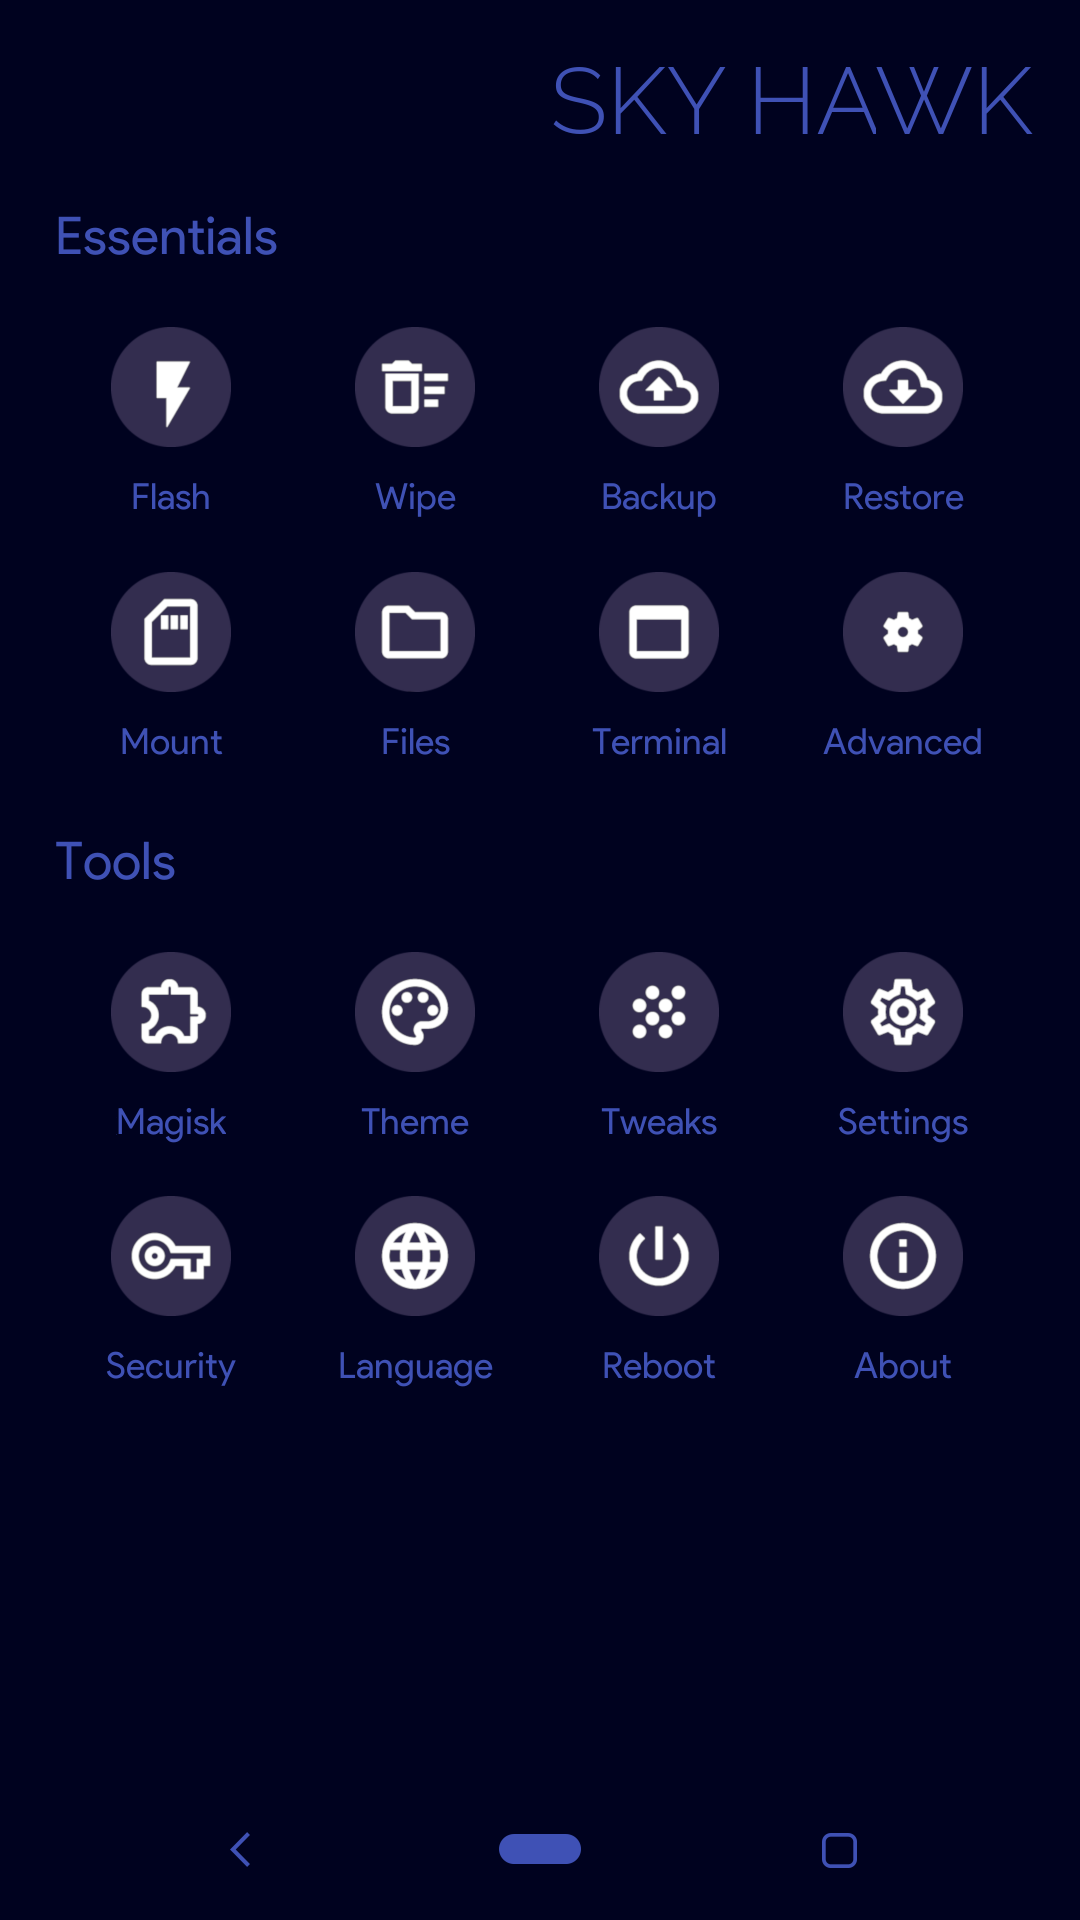 SKY HAWK
Essentials
Flash Wipe Backup Restore
Mount Files Terminal Advanced
Tools
Magisk Theme Tweaks Settings
Security Language Reboot About